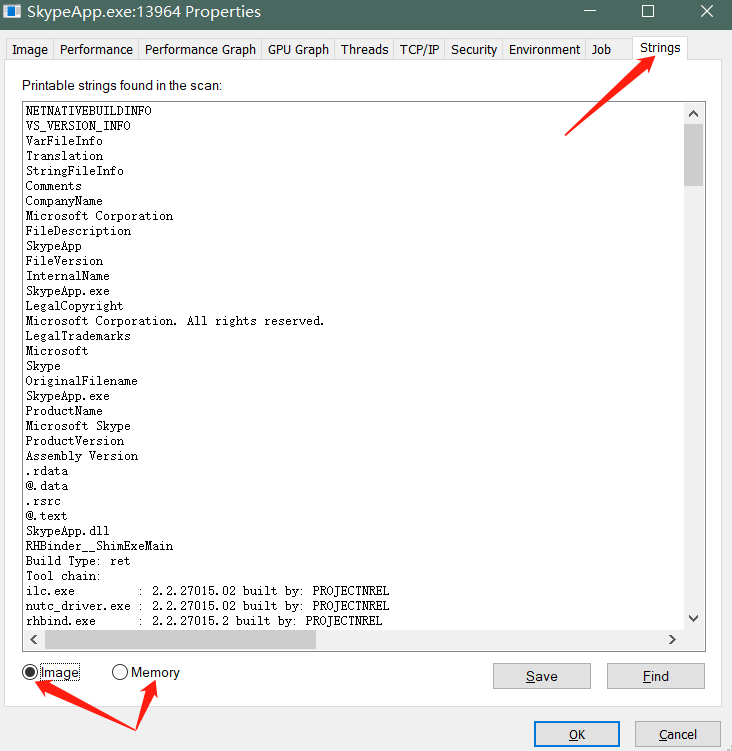 SkypeApp.exe:13964 Properties
Image Performance Performance Graph GPU Graph Threads TCP/IP Security Environment Job Strings
Printable strings found in the scan:
NETNATIVEBUILDINFO
VS_VERSION_INFO
VarFileInfo
Translation
StringFileInfo
Comments
CompanyName
Microsoft Corporation
FileDescription
SkypeApp
FileVersion
InternalName
SkypeApp.exe
LegalCopyright
Microsoft Corporation. All rights reserved.
LegalTrademarks
Microsoft
Skype
OriginalFilename
SkypeApp.exe
ProductName
Microsoft Skype
ProductVersion
Assembly Version
.rdata
@.data
.rsrc
@.text
SkypeApp.dll
RHBinder__ShimExeMain
Build Type: ret
Tool chain:
ilc.exe : 2.2.27015.02 built by: PROJECTNREL
nutc_driver.exe : 2.2.27015.02 built by: PROJECTNREL
rhbind.exe : 2.2.27015.2 built by: PROJECTNREL
Image Memory Save Find
OK Cancel